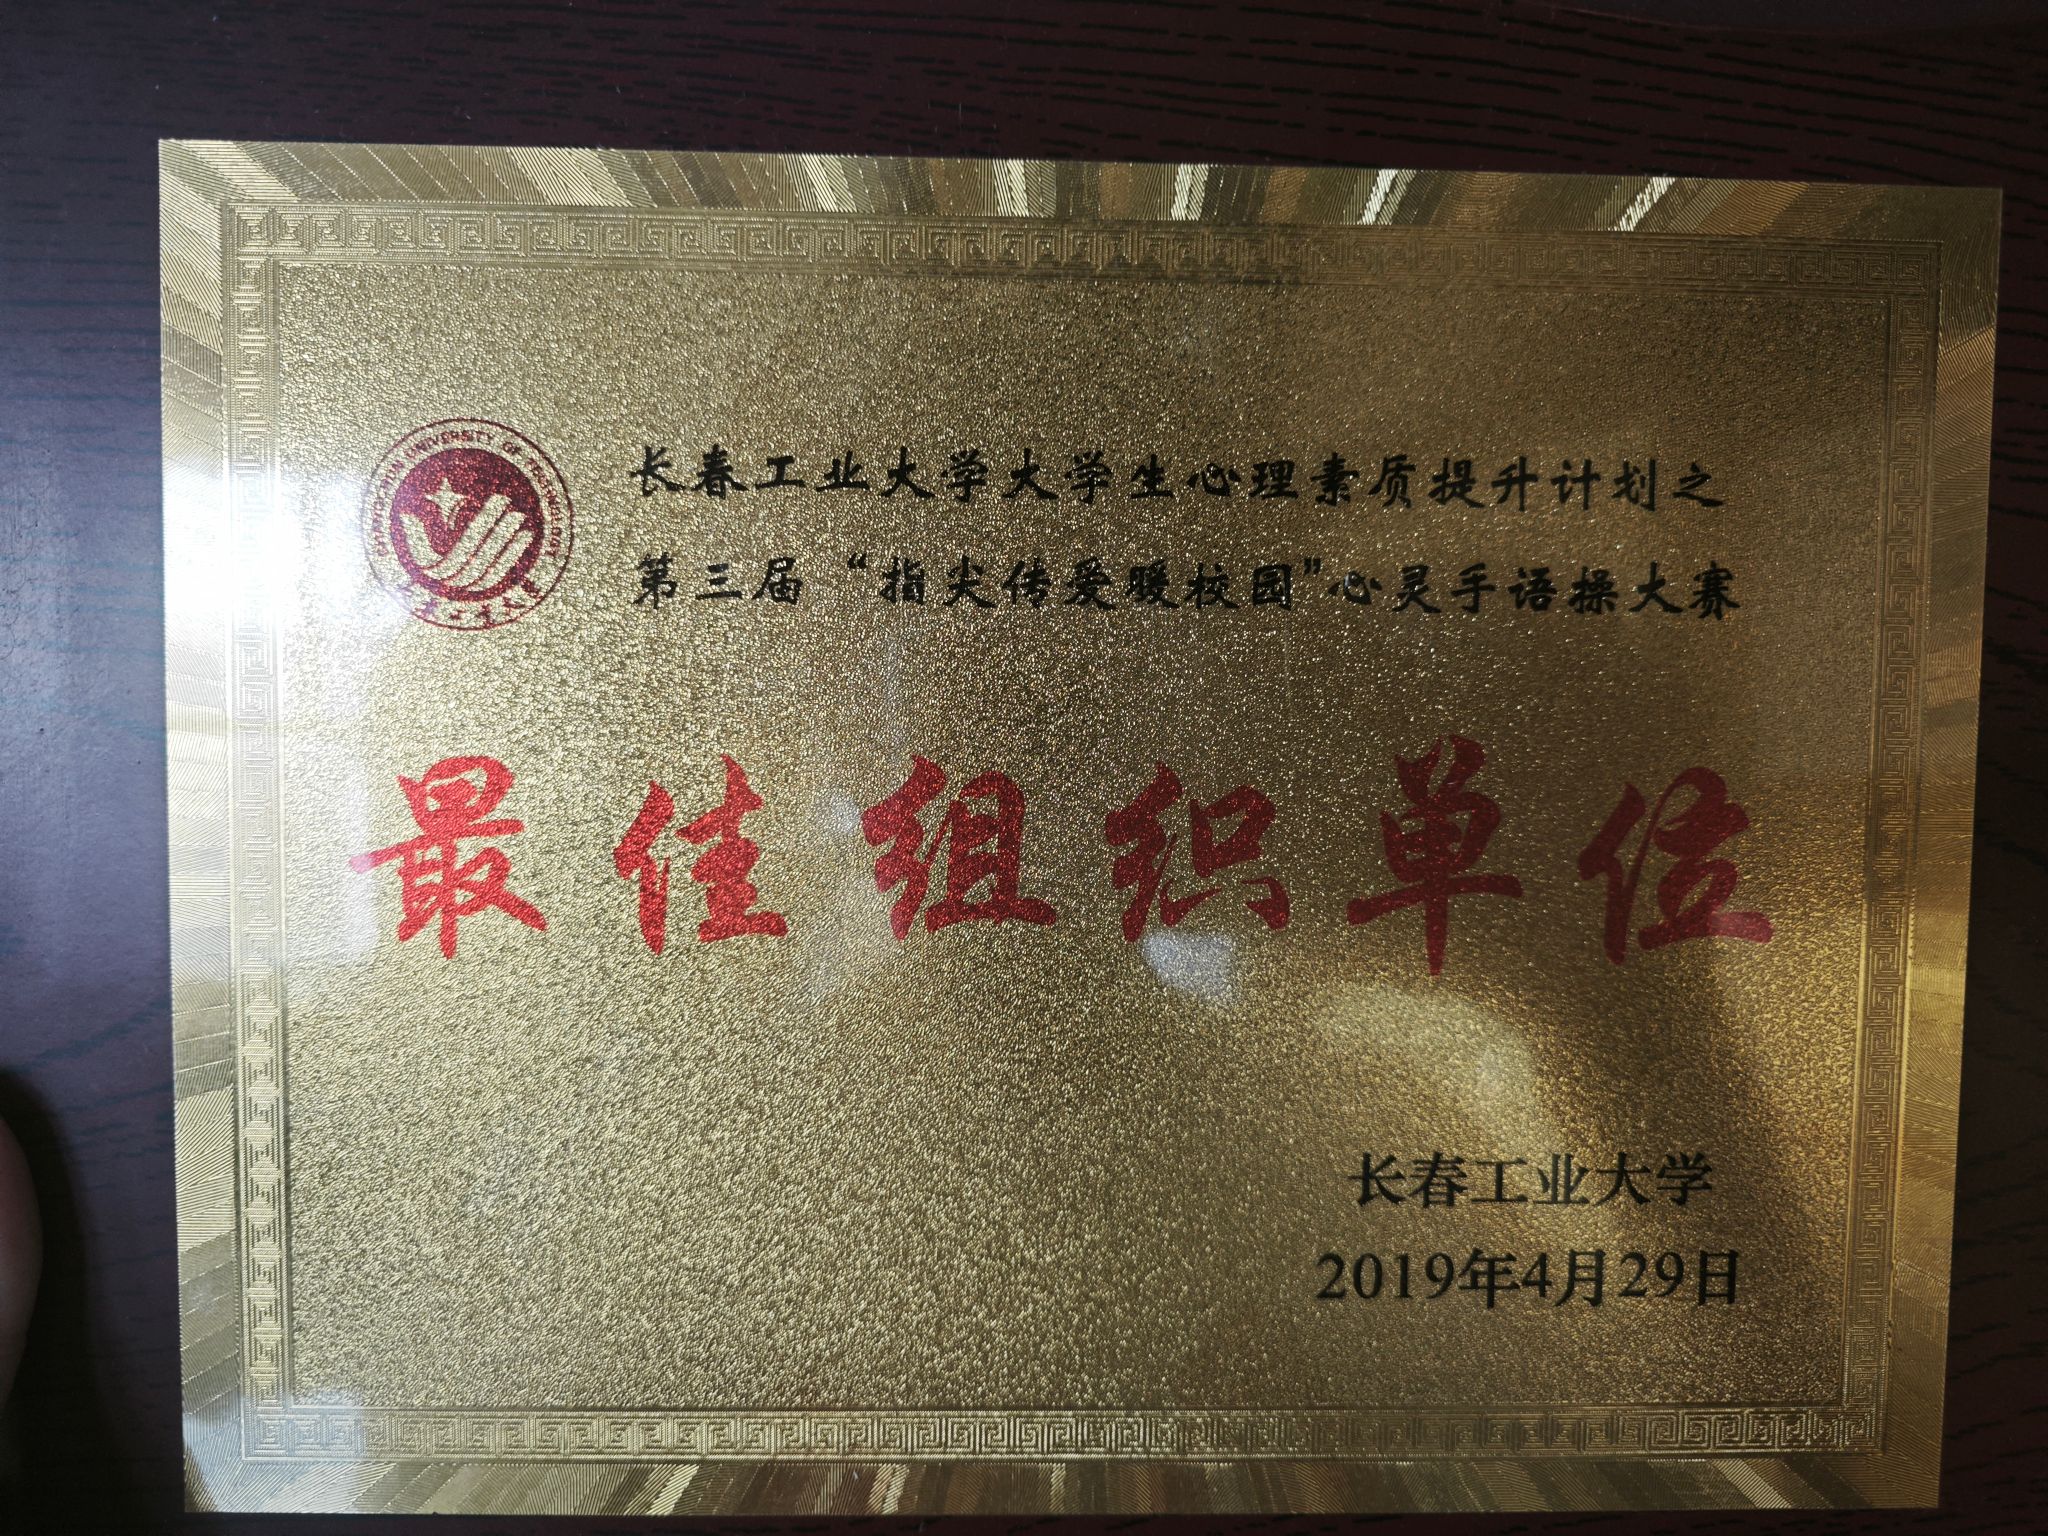 长春工业大学大学生心理素质提升计划之
第三届“指尖传爱暖校园”心灵手语操大赛
最佳组织单位
长春工业大学
2019年4月29日